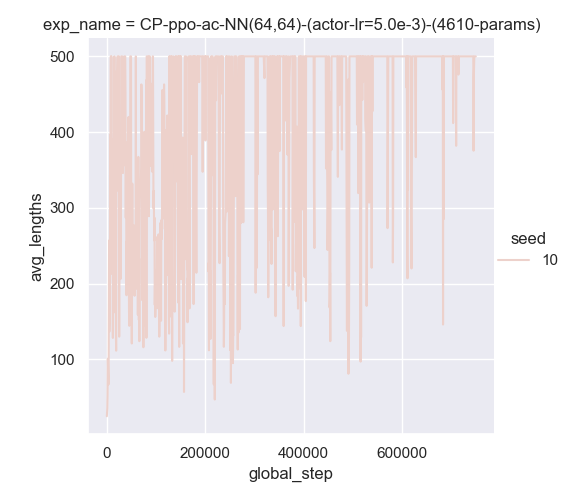 exp_name = CP-ppo-ac-NN(64,64)-(actor-lr=5.0e-3)-(4610-params)
500
400
300
200
100
avg_lengths
0
200000
400000
600000
global_step
seed
10